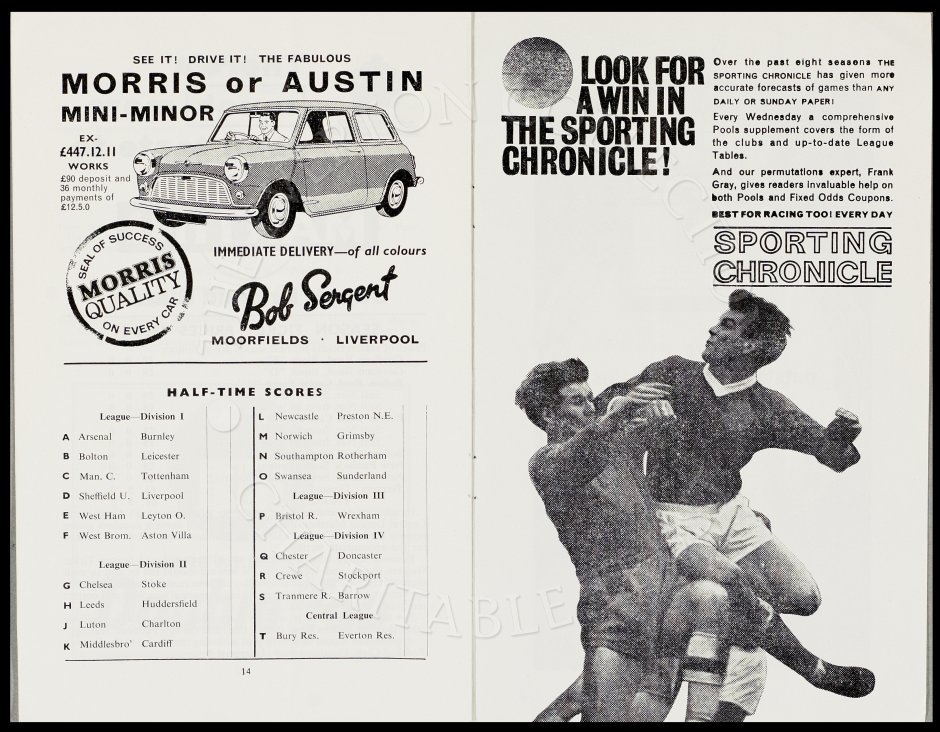 SEE IT! DRIVE IT! THE FABULOUS
MORRIS or AUSTIN
MINI-MINOR
EX-
£447.12.11
WORKS
£90 deposit and
36 monthly
payments of
£12.5.0
SEAL OF SUCCESS
MORRIS
QUALITY
ON EVERY CAR
IMMEDIATE DELIVERY—of all colours
Bob Sergent
MOORFIELDS · LIVERPOOL
HALF-TIME SCORES
League—Division I
A Arsenal Burnley
B Bolton Leicester
C Man. C. Tottenham
D Sheffield U. Liverpool
E West Ham Leyton O.
F West Brom. Aston Villa
League—Division II
G Chelsea Stoke
H Leeds Huddersfield
J Luton Charlton
K Middlesbro' Cardiff
L Newcastle Preston N.E.
M Norwich Grimsby
N Southampton Rotherham
O Swansea Sunderland
League—Division III
P Bristol R. Wrexham
League—Division IV
Q Chester Doncaster
R Crewe Stockport
S Tranmere R. Barrow
Central League
T Bury Res. Everton Res.
14
LOOK FOR
A WIN IN
THE SPORTING
CHRONICLE!
Over the past eight seasons THE
SPORTING CHRONICLE has given more
accurate forecasts of games than ANY
DAILY OR SUNDAY PAPER!
Every Wednesday a comprehensive
Pools supplement covers the form of
the clubs and up-to-date League
Tables.
And our permutations expert, Frank
Gray, gives readers invaluable help on
both Pools and Fixed Odds Coupons.
BEST FOR RACING TOO! EVERY DAY
SPORTING
CHRONICLE